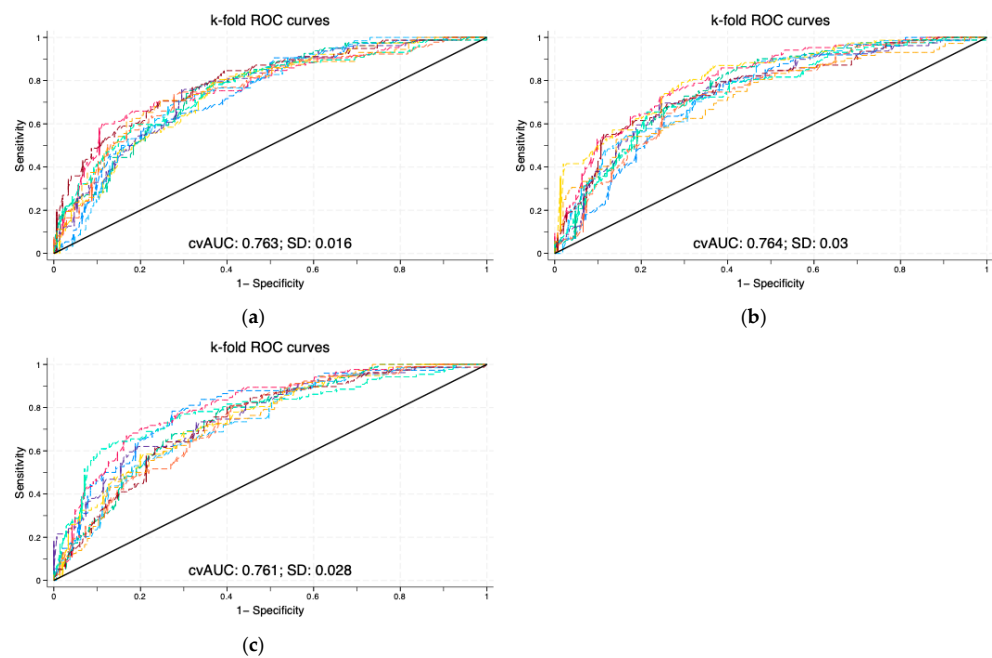 k-fold ROC curves
1
0.8
0.6
0.4
0.2
0
Sensitivity
cvAUC: 0.763; SD: 0.016
0 0.2 0.4 0.6 0.8 1
1− Specificity
(a)
k-fold ROC curves
1
0.8
0.6
0.4
0.2
0
Sensitivity
cvAUC: 0.764; SD: 0.03
0 0.2 0.4 0.6 0.8 1
1− Specificity
(b)
k-fold ROC curves
1
0.8
0.6
0.4
0.2
0
Sensitivity
cvAUC: 0.761; SD: 0.028
0 0.2 0.4 0.6 0.8 1
1− Specificity
(c)